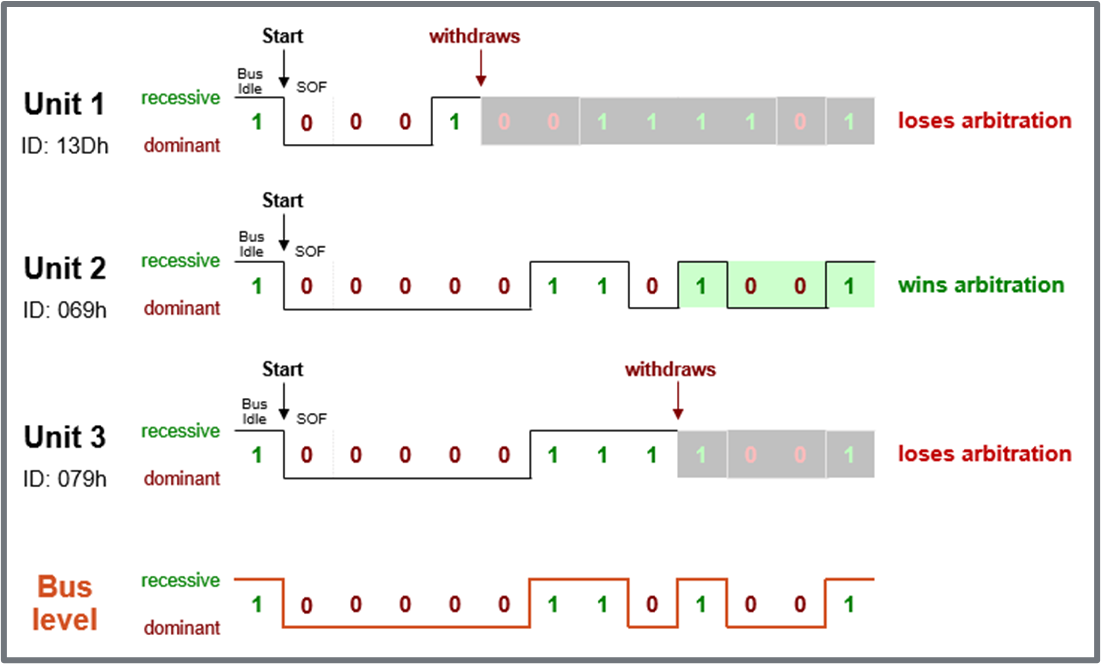 Start withdraws
Bus Idle SOF
Unit 1 recessive
1 0 0 0 1 0 0 1 1 1 1 0 1 loses arbitration
ID: 13Dh dominant
Start
Bus Idle SOF
Unit 2 recessive
1 0 0 0 0 0 1 1 0 1 0 0 1 wins arbitration
ID: 069h dominant
Start withdraws
Bus Idle SOF
Unit 3 recessive
1 0 0 0 0 0 1 1 1 1 0 0 1 loses arbitration
ID: 079h dominant
Bus level recessive
1 0 0 0 0 0 1 1 0 1 0 0 1
dominant